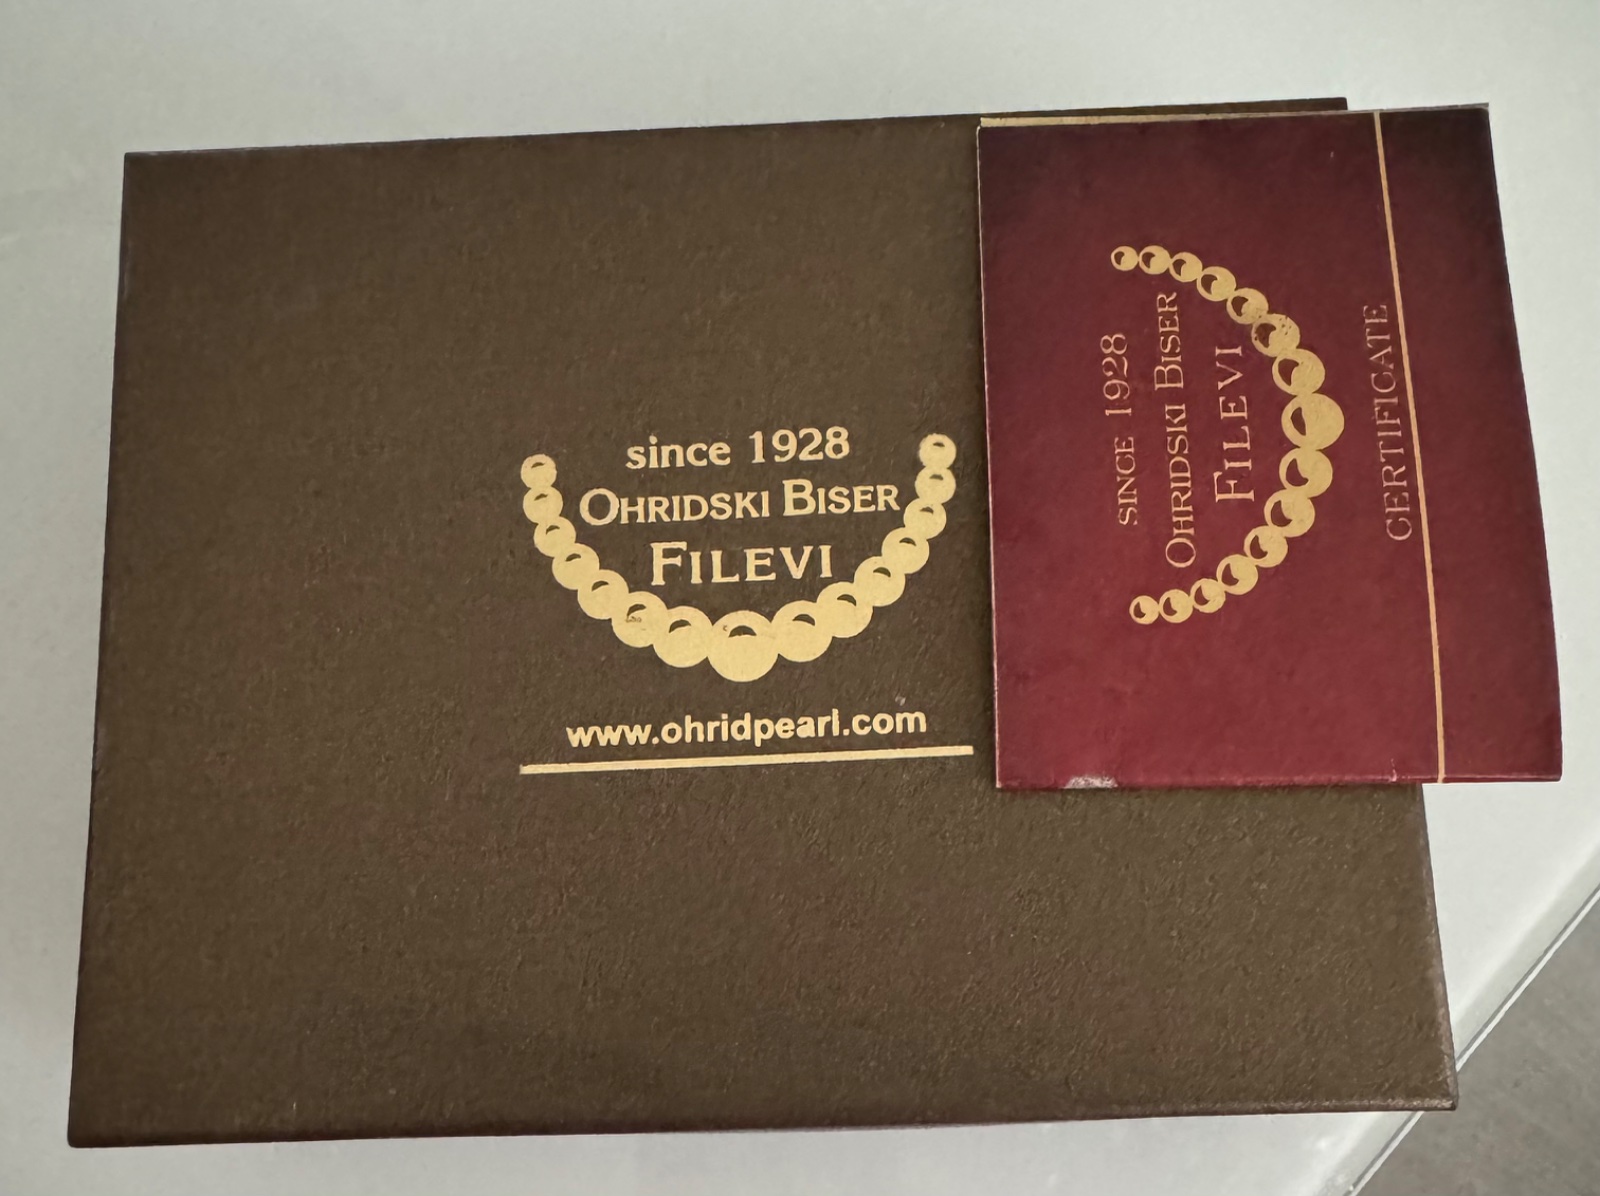 since 1928
OHRIDSKI BISER
FILEVI
www.ohridpearl.com
SINCE 1928
OHRIDSKI BISER
FILEVI
CERTIFICATE